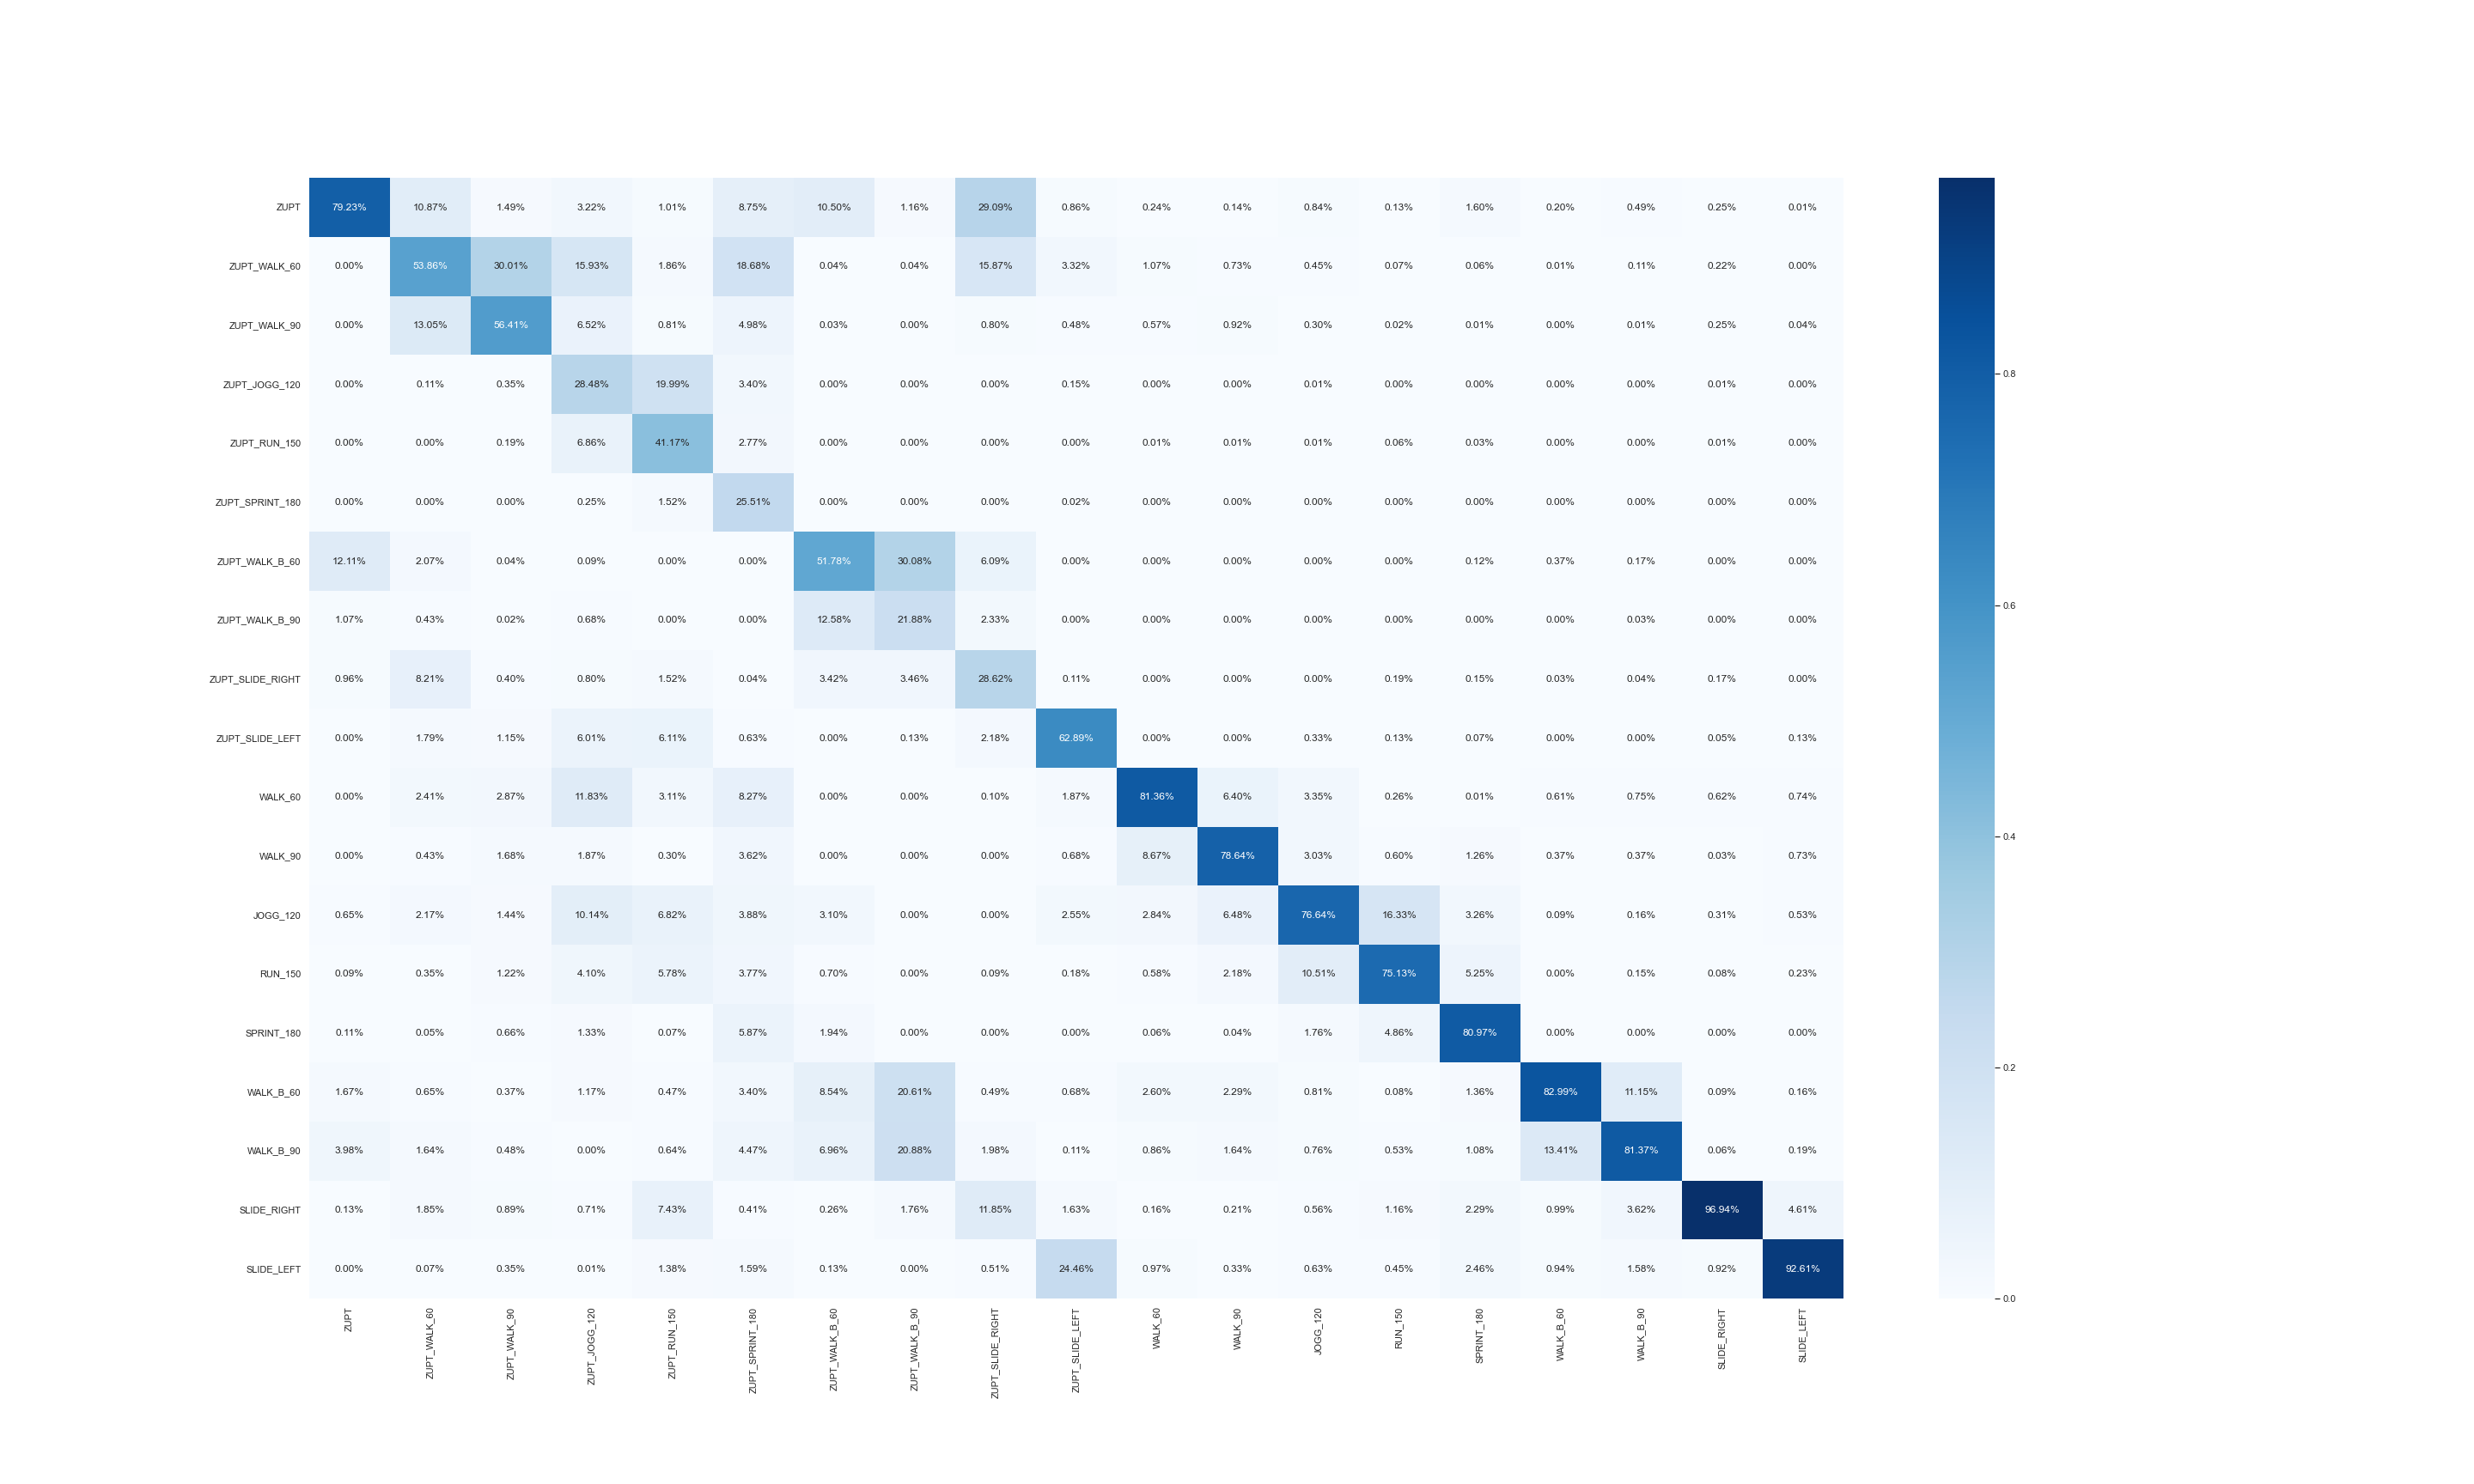 ZUPT 79.23% 10.87% 1.49% 3.22% 1.01% 8.75% 10.50% 1.16% 29.09% 0.86% 0.24% 0.14% 0.84% 0.13% 1.60% 0.20% 0.49% 0.25% 0.01%
ZUPT_WALK_60 0.00% 53.86% 30.01% 15.93% 1.86% 18.68% 0.04% 0.04% 15.87% 3.32% 1.07% 0.73% 0.45% 0.07% 0.06% 0.01% 0.11% 0.22% 0.00%
ZUPT_WALK_90 0.00% 13.05% 56.41% 6.52% 0.81% 4.98% 0.03% 0.00% 0.80% 0.48% 0.57% 0.92% 0.30% 0.02% 0.01% 0.00% 0.01% 0.25% 0.04%
ZUPT_JOGG_120 0.00% 0.11% 0.35% 28.48% 19.99% 3.40% 0.00% 0.00% 0.00% 0.15% 0.00% 0.00% 0.01% 0.00% 0.00% 0.00% 0.00% 0.01% 0.00%
0.8
ZUPT_RUN_150 0.00% 0.00% 0.19% 6.86% 41.17% 2.77% 0.00% 0.00% 0.00% 0.00% 0.01% 0.01% 0.01% 0.06% 0.03% 0.00% 0.00% 0.01% 0.00%
ZUPT_SPRINT_180 0.00% 0.00% 0.00% 0.25% 1.52% 25.51% 0.00% 0.00% 0.00% 0.02% 0.00% 0.00% 0.00% 0.00% 0.00% 0.00% 0.00% 0.00% 0.00%
ZUPT_WALK_B_60 12.11% 2.07% 0.04% 0.09% 0.00% 0.00% 51.78% 30.08% 6.09% 0.00% 0.00% 0.00% 0.00% 0.00% 0.12% 0.37% 0.17% 0.00% 0.00%
0.6
ZUPT_WALK_B_90 1.07% 0.43% 0.02% 0.68% 0.00% 0.00% 12.58% 21.88% 2.33% 0.00% 0.00% 0.00% 0.00% 0.00% 0.00% 0.00% 0.03% 0.00% 0.00%
ZUPT_SLIDE_RIGHT 0.96% 8.21% 0.40% 0.80% 1.52% 0.04% 3.42% 3.46% 28.62% 0.11% 0.00% 0.00% 0.00% 0.19% 0.15% 0.03% 0.04% 0.17% 0.00%
ZUPT_SLIDE_LEFT 0.00% 1.79% 1.15% 6.01% 6.11% 0.63% 0.00% 0.13% 2.18% 62.89% 0.00% 0.00% 0.33% 0.13% 0.07% 0.00% 0.00% 0.05% 0.13%
WALK_60 0.00% 2.41% 2.87% 11.83% 3.11% 8.27% 0.00% 0.00% 0.10% 1.87% 81.36% 6.40% 3.35% 0.26% 0.01% 0.61% 0.75% 0.62% 0.74%
0.4
WALK_90 0.00% 0.43% 1.68% 1.87% 0.30% 3.62% 0.00% 0.00% 0.00% 0.68% 8.67% 78.64% 3.03% 0.60% 1.26% 0.37% 0.37% 0.03% 0.73%
JOGG_120 0.65% 2.17% 1.44% 10.14% 6.82% 3.88% 3.10% 0.00% 0.00% 2.55% 2.84% 6.48% 76.64% 16.33% 3.26% 0.09% 0.16% 0.31% 0.53%
RUN_150 0.09% 0.35% 1.22% 4.10% 5.78% 3.77% 0.70% 0.00% 0.09% 0.18% 0.58% 2.18% 10.51% 75.13% 5.25% 0.00% 0.15% 0.08% 0.23%
SPRINT_180 0.11% 0.05% 0.66% 1.33% 0.07% 5.87% 1.94% 0.00% 0.00% 0.00% 0.06% 0.04% 1.76% 4.86% 80.97% 0.00% 0.00% 0.00% 0.00%
0.2
WALK_B_60 1.67% 0.65% 0.37% 1.17% 0.47% 3.40% 8.54% 20.61% 0.49% 0.68% 2.60% 2.29% 0.81% 0.08% 1.36% 82.99% 11.15% 0.09% 0.16%
WALK_B_90 3.98% 1.64% 0.48% 0.00% 0.64% 4.47% 6.96% 20.88% 1.98% 0.11% 0.86% 1.64% 0.76% 0.53% 1.08% 13.41% 81.37% 0.06% 0.19%
SLIDE_RIGHT 0.13% 1.85% 0.89% 0.71% 7.43% 0.41% 0.26% 1.76% 11.85% 1.63% 0.16% 0.21% 0.56% 1.16% 2.29% 0.99% 3.62% 96.94% 4.61%
SLIDE_LEFT 0.00% 0.07% 0.35% 0.01% 1.38% 1.59% 0.13% 0.00% 0.51% 24.46% 0.97% 0.33% 0.63% 0.45% 2.46% 0.94% 1.58% 0.92% 92.61%
0.0
ZUPT ZUPT_WALK_60 ZUPT_WALK_90 ZUPT_JOGG_120 ZUPT_RUN_150 ZUPT_SPRINT_180 ZUPT_WALK_B_60 ZUPT_WALK_B_90 ZUPT_SLIDE_RIGHT ZUPT_SLIDE_LEFT WALK_60 WALK_90 JOGG_120 RUN_150 SPRINT_180 WALK_B_60 WALK_B_90 SLIDE_RIGHT SLIDE_LEFT